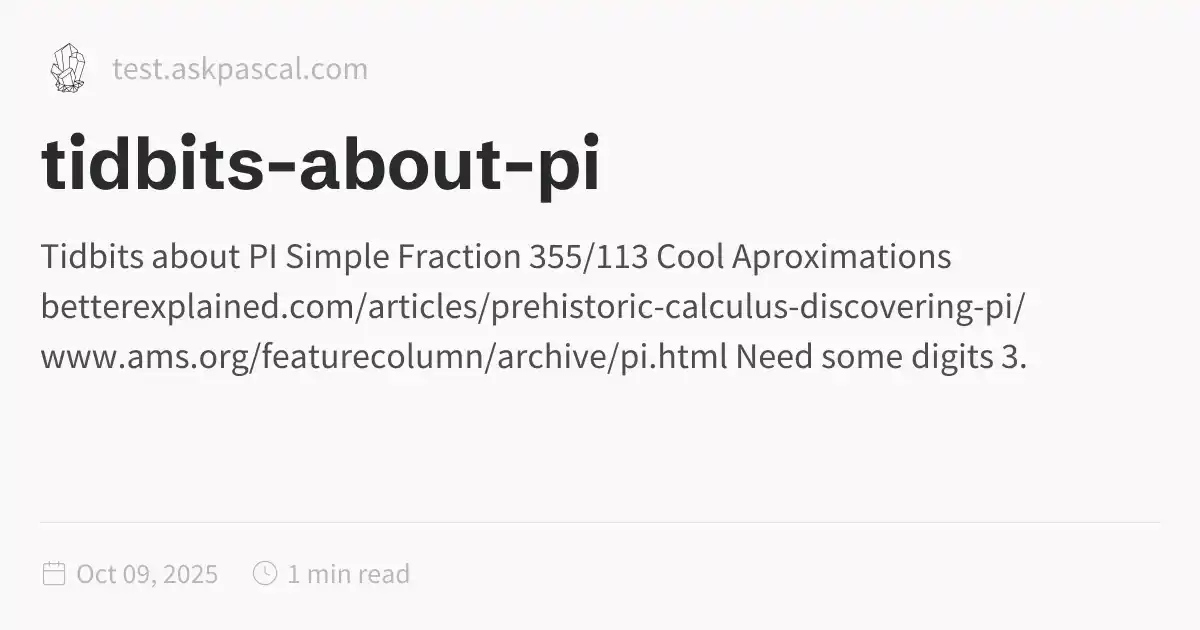 test.askpascal.com
tidbits-about-pi
Tidbits about PI Simple Fraction 355/113 Cool Aproximations
betterexplained.com/articles/prehistoric-calculus-discovering-pi/
www.ams.org/featurecolumn/archive/pi.html Need some digits 3.
Oct 09, 2025 1 min read